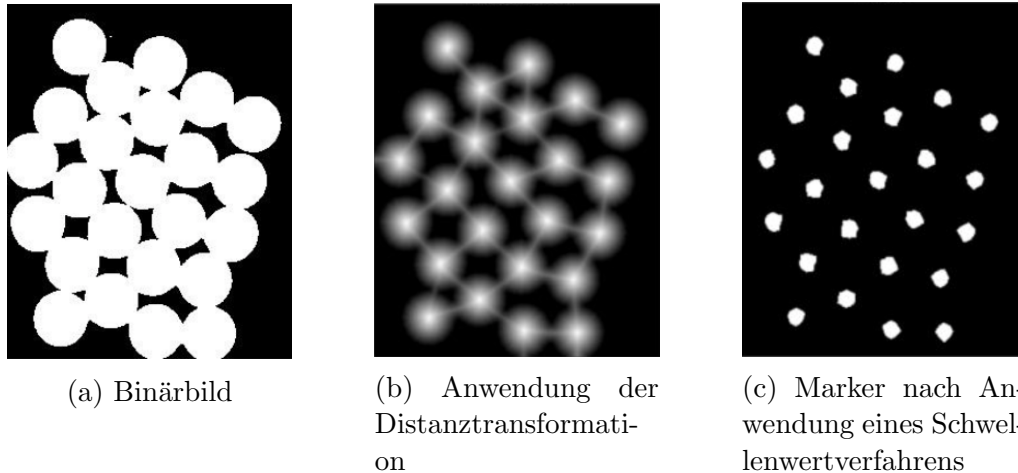 (a) Binärbild
(b) Anwendung der
Distanztransformati-
on
(c) Marker nach An-
wendung eines Schwel-
lenwertverfahrens